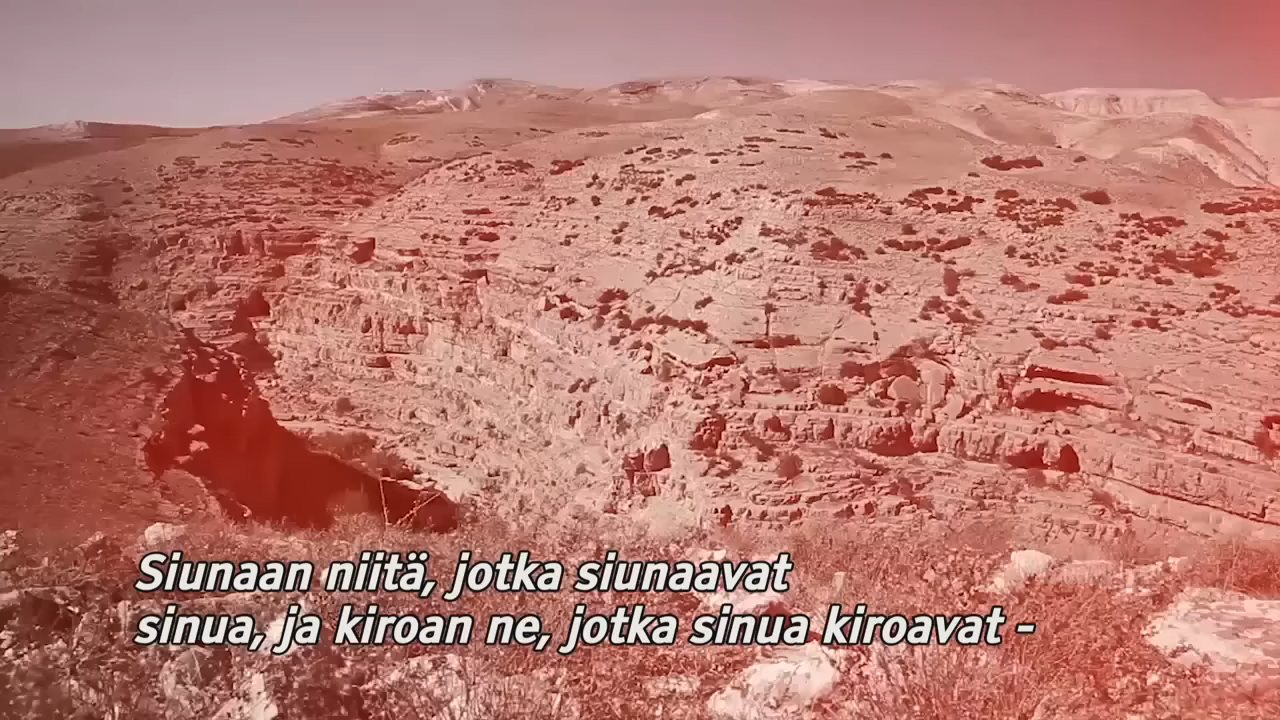 Siunaan niitä, jotka siunaavat
sinua, ja kiroan ne, jotka sinua kiroavat -